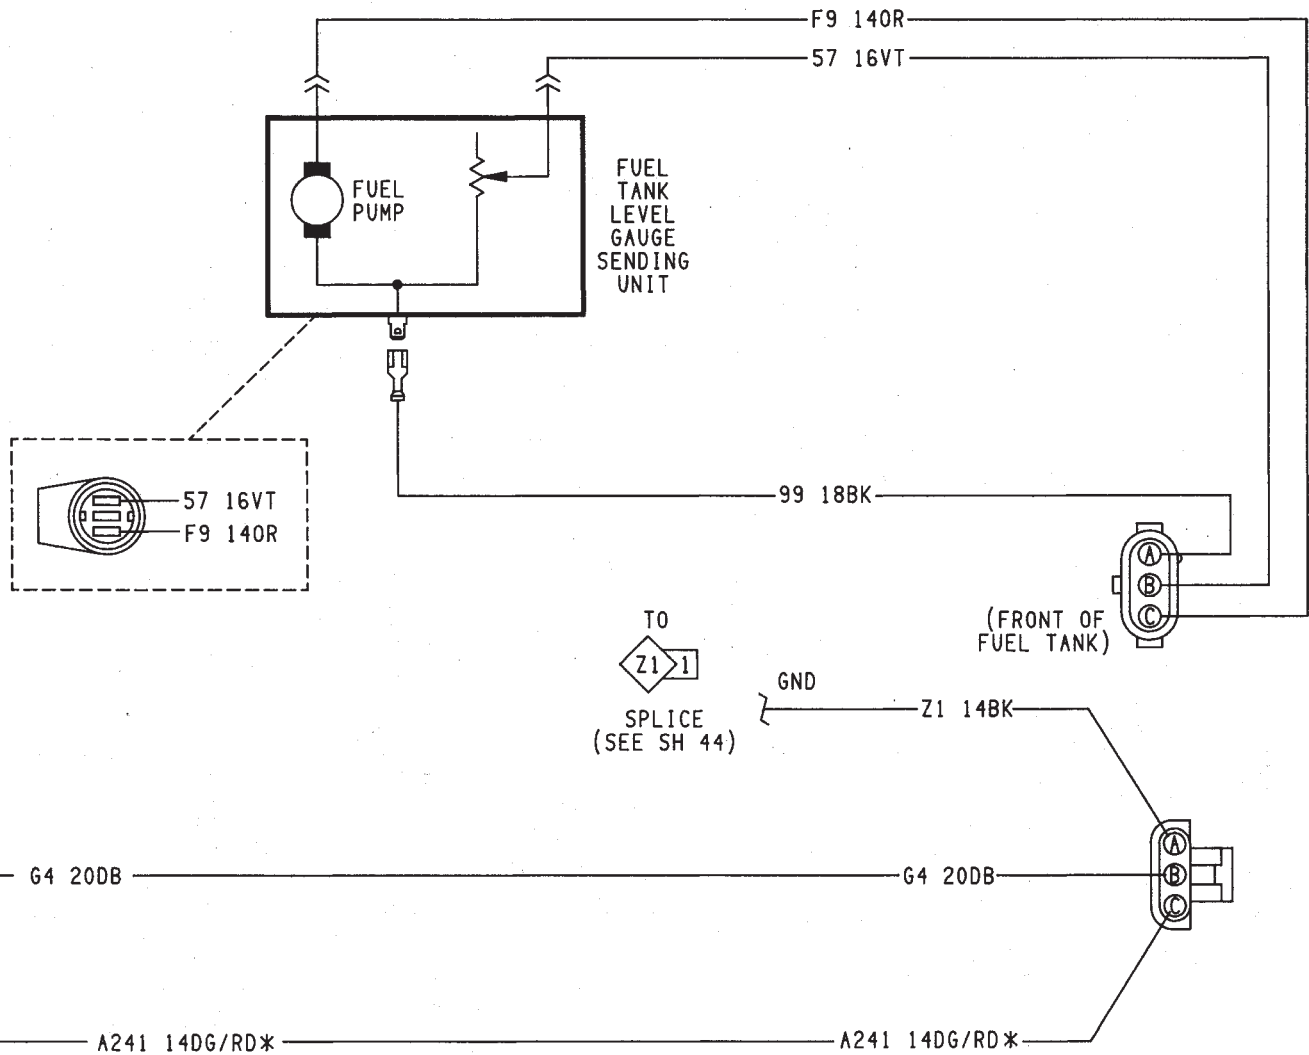 F9 14OR
57 16VT
FUEL
PUMP
FUEL
TANK
LEVEL
GAUGE
SENDING
UNIT
57 16VT
F9 14OR
99 18BK
A
B
C
(FRONT OF
FUEL TANK)
TO
Z1 1
SPLICE
(SEE SH 44)
GND
Z1 14BK
A
B
C
G4 20DB
G4 20DB
A241 14DG/RD*
A241 14DG/RD*